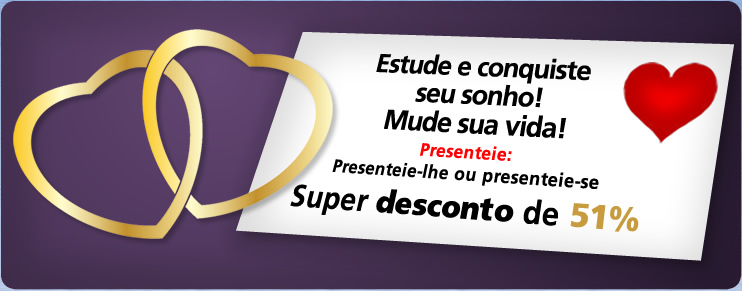 Estude e conquiste
seu sonho!
Mude sua vida!
Presenteie:
Presenteie-lhe ou presenteie-se
Super desconto de 51%